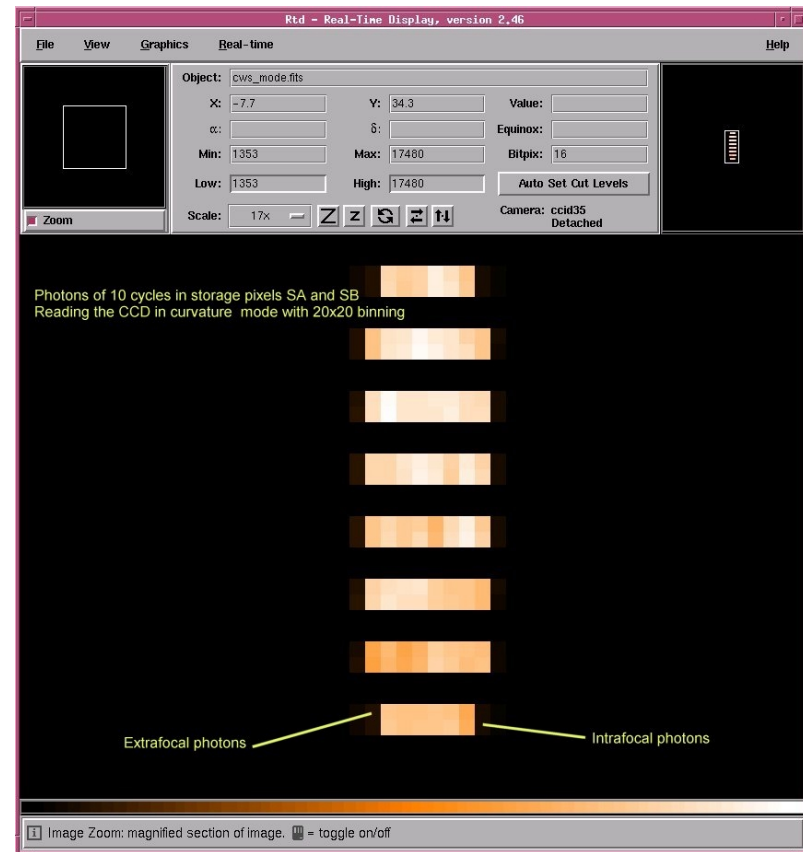 Rtd - Real-Time Display, version 2.46
File View Graphics Real-time Help
Object: cws_mode.fits
X: -7.7 Y: 34.3 Value:
α: δ: Equinox:
Min: 1353 Max: 17480 Bitpix: 16
Low: 1353 High: 17480 Auto Set Cut Levels
Zoom
Scale: 17x Z z Camera: ccid35
Detached
Photons of 10 cycles in storage pixels SA and SB
Reading the CCD in curvature mode with 20x20 binning
Extrafocal photons
Intrafocal photons
Image Zoom: magnified section of image. = toggle on/off